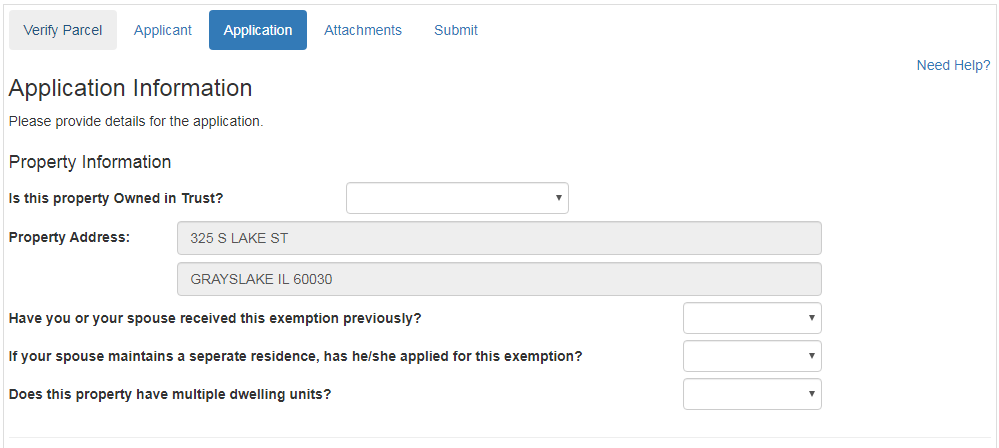 Verify Parcel Applicant Application Attachments Submit
Need Help?
Application Information
Please provide details for the application.
Property Information
Is this property Owned in Trust?
Property Address: 325 S LAKE ST
GRAYSLAKE IL 60030
Have you or your spouse received this exemption previously?
If your spouse maintains a seperate residence, has he/she applied for this exemption?
Does this property have multiple dwelling units?